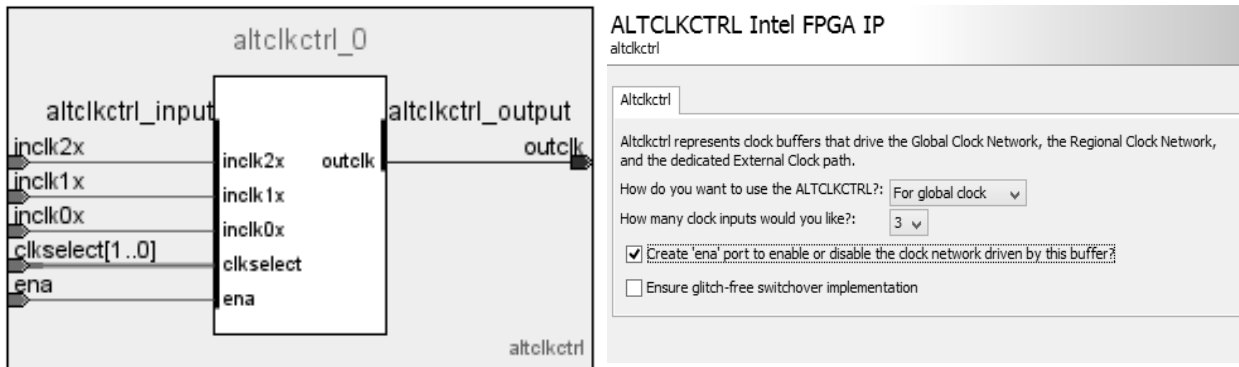 altclkctrl_0
altclkctrl_input
altclkctrl_output
inclk2x
inclk2x
outclk
outclk
inclk1x
inclk1x
inclk0x
inclk0x
clkselect[1..0]
clkselect
ena
ena
altclkctrl
ALTCLKCTRL Intel FPGA IP
altclkctrl
Altclkctrl
Altclkctrl represents clock buffers that drive the Global Clock Network, the Regional Clock Network,
and the dedicated External Clock path.
How do you want to use the ALTCLKCTRL?: For global clock
How many clock inputs would you like?: 3
Create 'ena' port to enable or disable the clock network driven by this buffer?
Ensure glitch-free switchover implementation